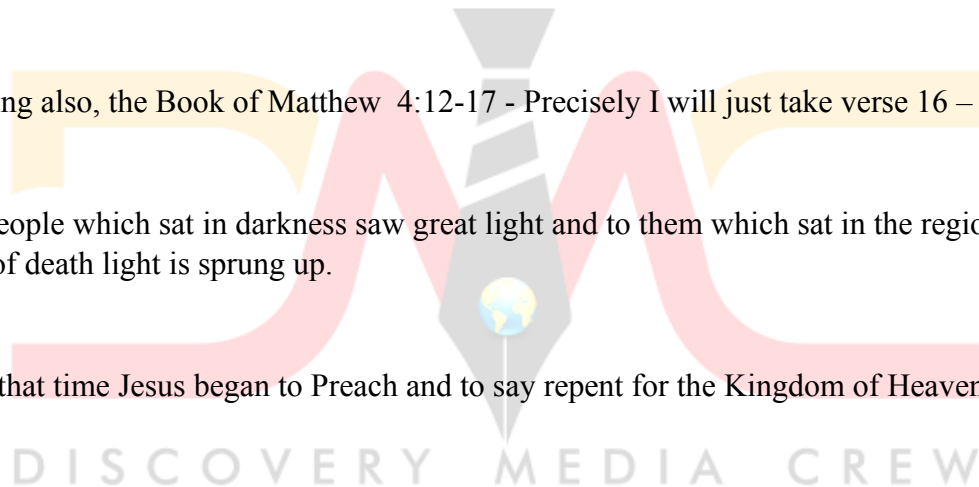 ng also, the Book of Matthew  4:12-17 - Precisely I will just take verse 16 –
eople which sat in darkness saw great light and to them which sat in the regio
of death light is sprung up.
that time Jesus began to Preach and to say repent for the Kingdom of Heaven
DMC
DISCOVERY MEDIA CREW